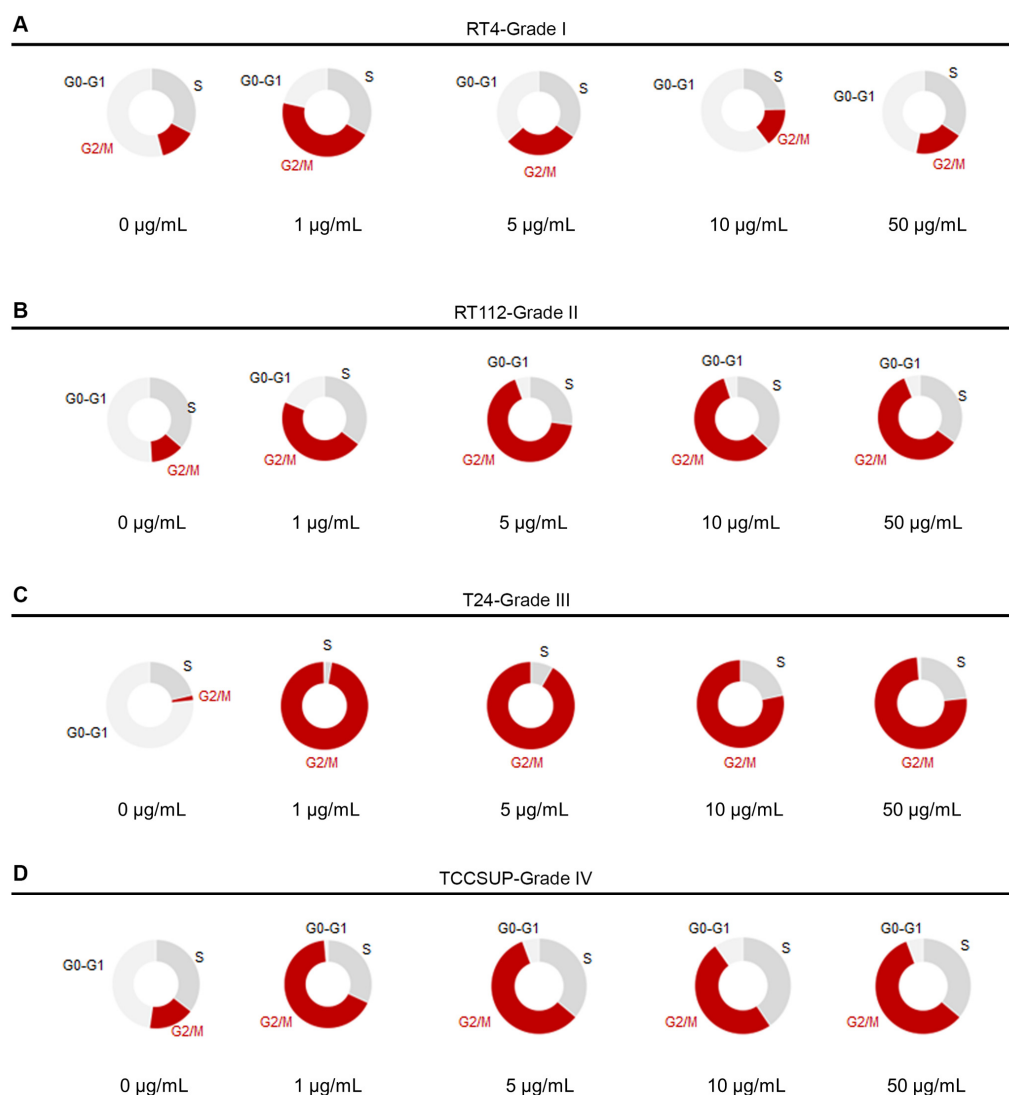 A
RT4-Grade I
G0-G1 S G2/M
G0-G1 S G2/M
G0-G1 S G2/M
G0-G1 S G2/M
G0-G1 S G2/M
0 µg/mL 1 µg/mL 5 µg/mL 10 µg/mL 50 µg/mL
B
RT112-Grade II
G0-G1 S G2/M
G0-G1 S G2/M
G0-G1 S G2/M
G0-G1 S G2/M
G0-G1 S G2/M
0 µg/mL 1 µg/mL 5 µg/mL 10 µg/mL 50 µg/mL
C
T24-Grade III
S G2/M G0-G1
S G2/M
S G2/M
S G2/M
S G2/M
0 µg/mL 1 µg/mL 5 µg/mL 10 µg/mL 50 µg/mL
D
TCCSUP-Grade IV
G0-G1 S G2/M
G0-G1 S G2/M
G0-G1 S G2/M
G0-G1 S G2/M
G0-G1 S G2/M
0 µg/mL 1 µg/mL 5 µg/mL 10 µg/mL 50 µg/mL